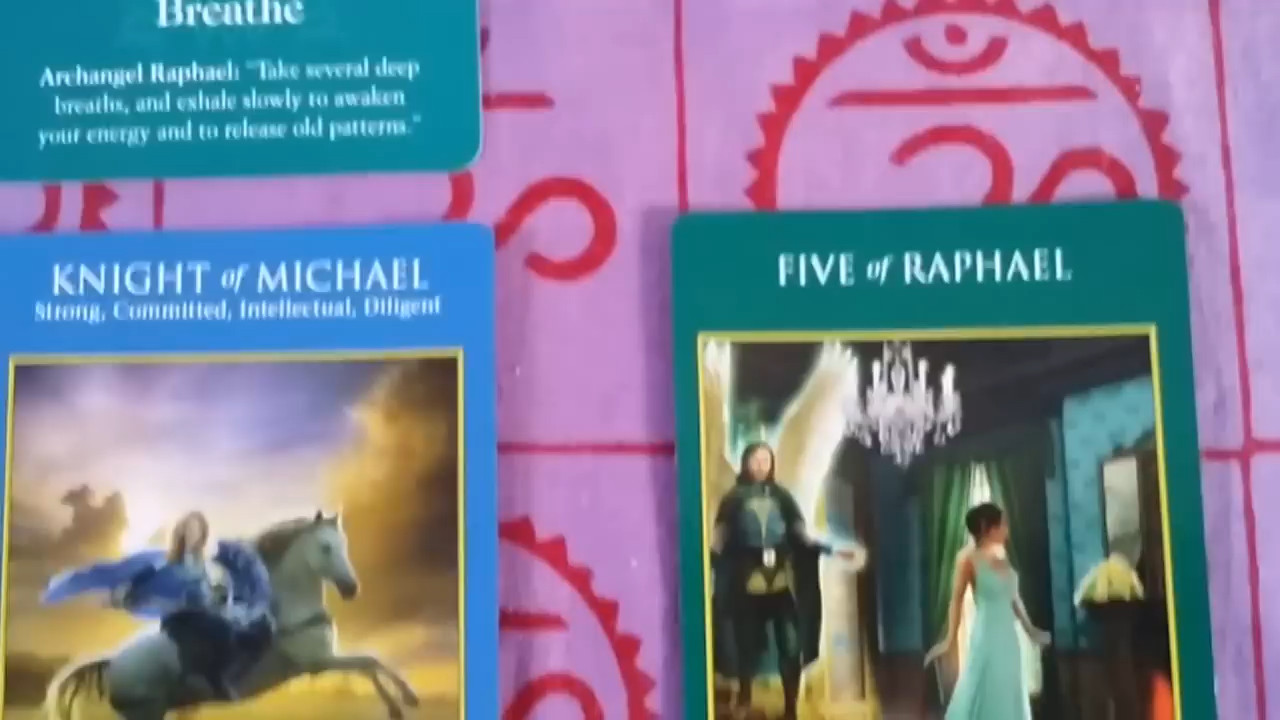 Breathe
Archangel Raphael: "Take several deep
breaths, and exhale slowly to awaken
your energy and to release old patterns."
KNIGHT of MICHAEL
Strong, Committed, Intellectual, Diligent
FIVE of RAPHAEL